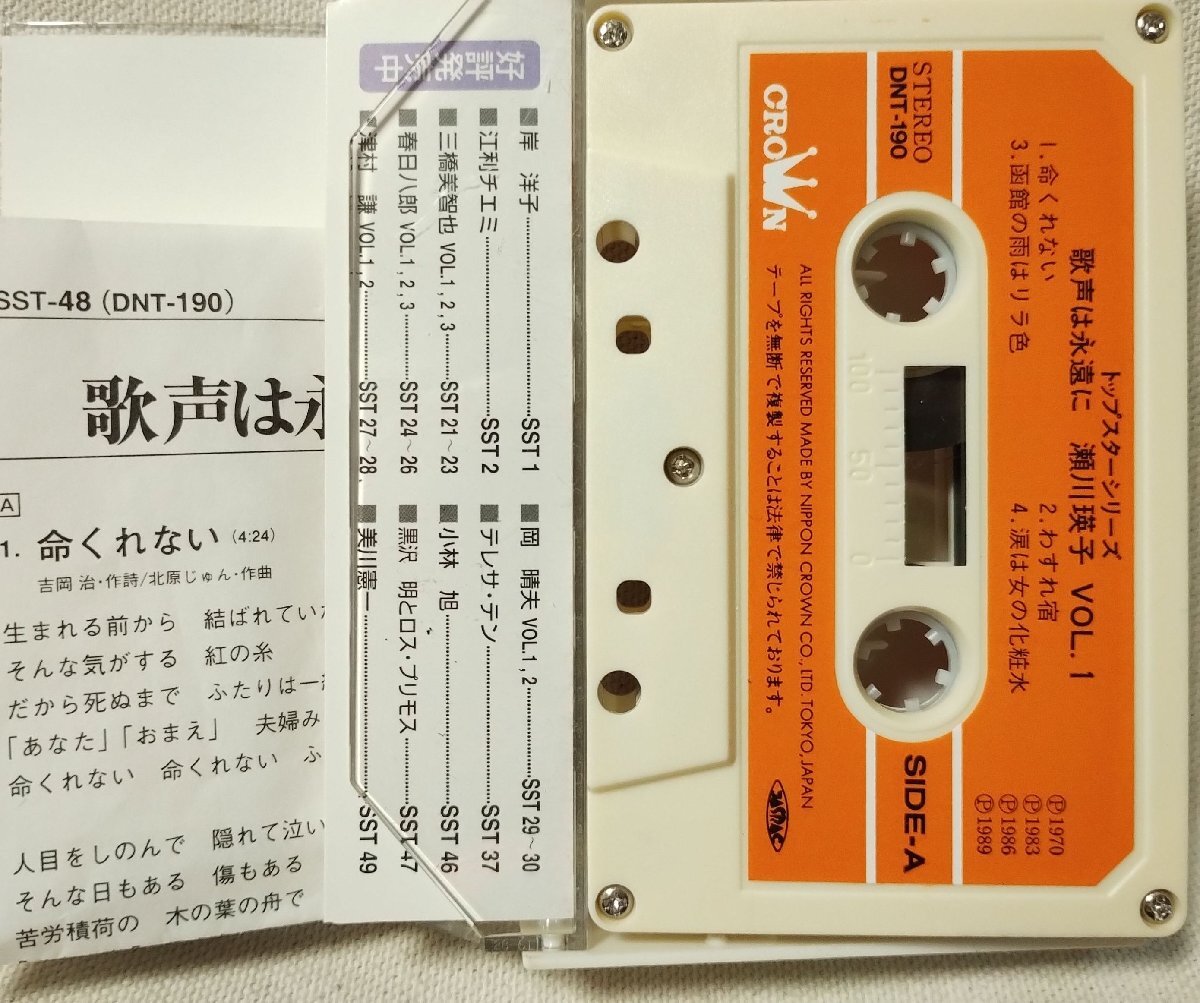 SST-48 (DNT-190)
歌声は永
A
1. 命くれない (4:24)
吉岡 治・作詩/北原じゅん・作曲
生まれる前から 結ばれていた
そんな気がする 紅の糸
だから死ぬまで ふたりは一
「あなた」「おまえ」 夫婦み
命くれない 命くれない ふ
人目をしのんで 隠れて泣い
そんな日もある 傷もある
苦労積荷の 木の葉の舟で
好評発売中
■岸 洋子……SST 1
■江利チエミ……SST 2
■三橋美智也 VOL.1, 2, 3……SST 21～23
■春日八郎 VOL.1, 2, 3……SST 24～26
■津村 謙 VOL.1, 2……SST 27～28
■岡 晴夫 VOL.1, 2……SST 29～30
■テレサ・テン……SST 37
■小林 旭……SST 46
■黒沢 明とロス・プリモス……SST 47
■美川憲一……SST 49
トップスターシリーズ
歌声は永遠に 瀬川瑛子 VOL. 1
1. 命くれない
2. わすれ宿
3. 函館の雨はリラ色
4. 涙は女の化粧水
STEREO
DNT-190
SIDE-A
Ⓟ1970
Ⓟ1983
Ⓟ1986
Ⓟ1989
100 50 0
CROWN
ALL RIGHTS RESERVED MADE BY NIPPON CROWN CO., LTD. TOKYO, JAPAN
テープを無断で複製することは法律で禁じられております。
JASRAC